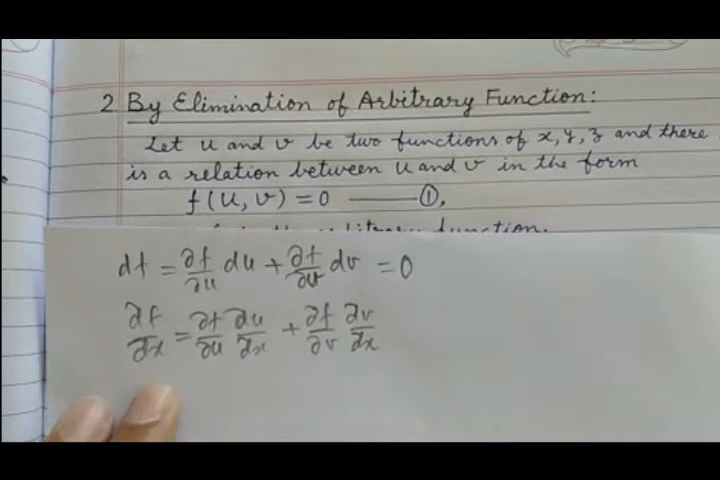 2 By Elimination of Arbitrary Function:
Let u and v be two functions of x, y, z and there
is a relation between u and v in the form
f(u, v) = 0 —— ①,
function.
df = ∂f/∂u du + ∂f/∂v dv = 0
∂f/∂x = ∂f/∂u ∂u/∂x + ∂f/∂v ∂v/∂x